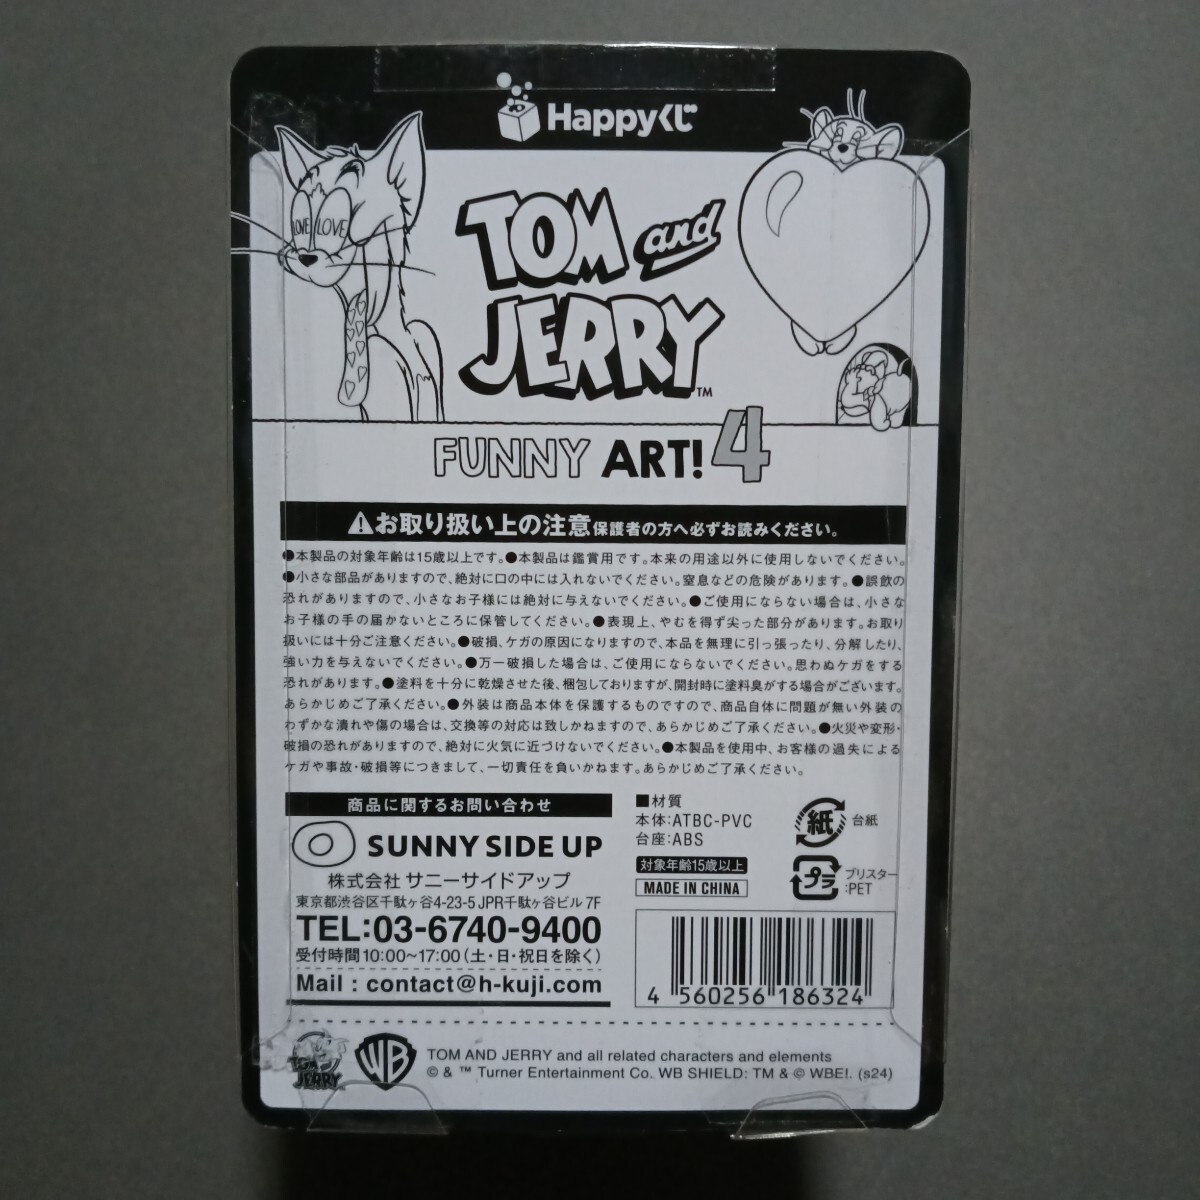 Happyくじ
LOVE LOVE
TOM and
JERRY™
FUNNY ART! 4
⚠お取り扱い上の注意 保護者の方へ必ずお読みください。
●本製品の対象年齢は15歳以上です。●本製品は鑑賞用です。本来の用途以外に使用しないでください。
●小さな部品がありますので、絶対に口の中には入れないでください。窒息などの危険があります。●誤飲の
恐れがありますので、小さなお子様には絶対に与えないでください。●ご使用にならない場合は、小さな
お子様の手の届かないところに保管してください。●表現上、やむを得ず尖った部分があります。お取り
扱いには十分ご注意ください。●破損、ケガの原因になりますので、本品を無理に引っ張ったり、分解したり、
強い力を与えないでください。●万一破損した場合は、ご使用にならないでください。思わぬケガをする
恐れがあります。●塗料を十分に乾燥させた後、梱包しておりますが、開封時に塗料臭がする場合がございます。
あらかじめご了承ください。●外装は商品本体を保護するものですので、商品自体に問題が無い外装の
わずかな潰れや傷の場合は、交換等の対応は致しかねますので、あらかじめご了承ください。●火災や変形・
破損の恐れがありますので、絶対に火気に近づけないでください。●本製品を使用中、お客様の過失による
ケガや事故・破損等につきまして、一切責任を負いかねます。あらかじめご了承ください。
商品に関するお問い合わせ
SUNNY SIDE UP
株式会社 サニーサイドアップ
東京都渋谷区千駄ヶ谷4-23-5 JPR千駄ヶ谷ビル 7F
TEL:03-6740-9400
受付時間 10:00~17:00(土・日・祝日を除く)
Mail : contact@h-kuji.com
■材質
本体:ATBC-PVC
台座:ABS
対象年齢15歳以上
MADE IN CHINA
紙 台紙
プラ ブリスター
:PET
4 560256 186324
TOM and JERRY
WB
TOM AND JERRY and all related characters and elements
© & ™ Turner Entertainment Co. WB SHIELD: TM & © WBEI. (s24)